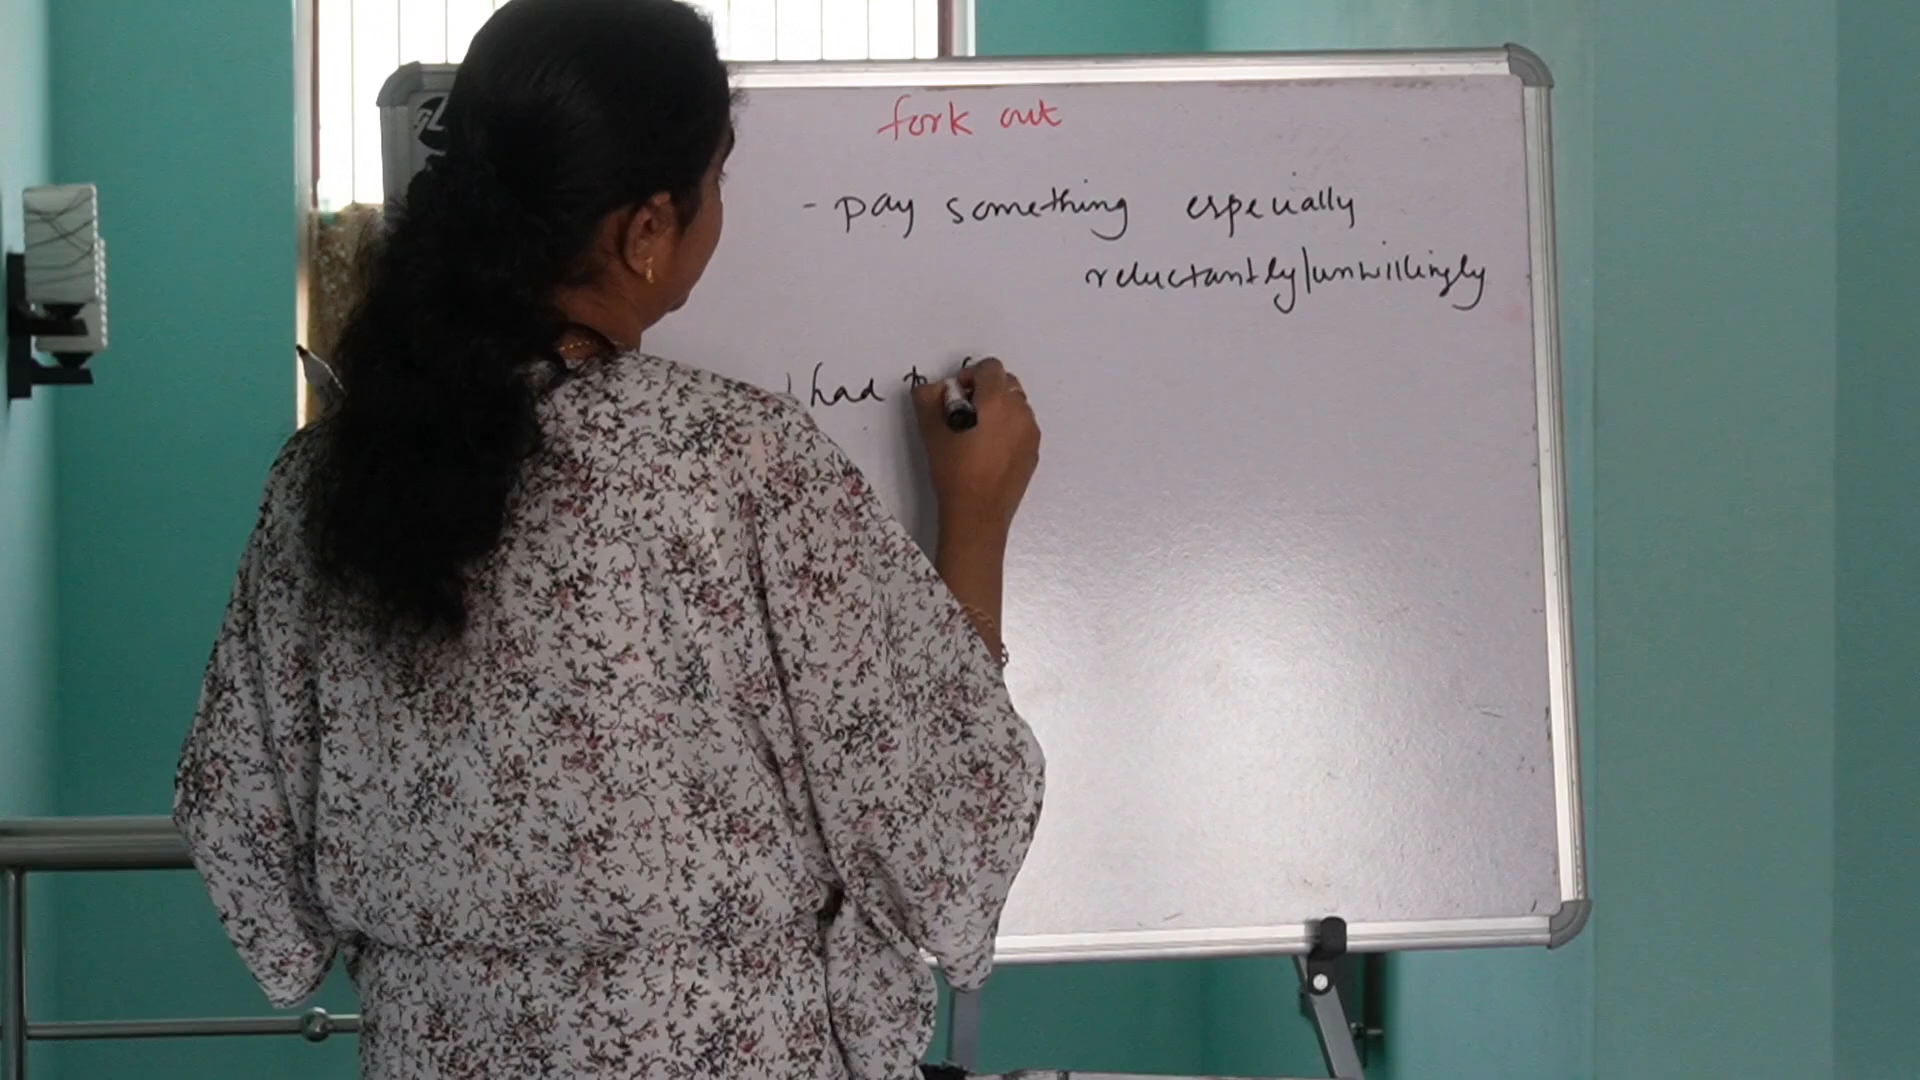 fork out
- pay something especially
reluctantly/unwillingly
I had to f